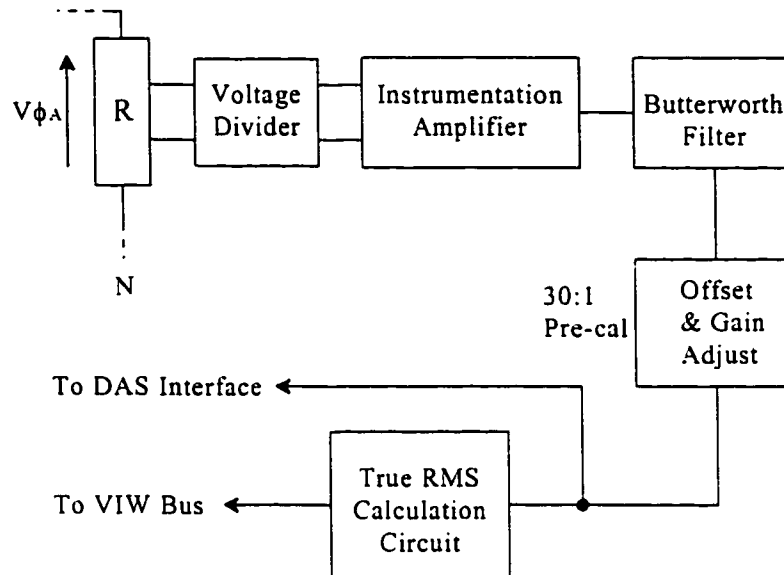 VϕA
R
Voltage
Divider
Instrumentation
Amplifier
Butterworth
Filter
N
30:1
Pre-cal
Offset
& Gain
Adjust
To DAS Interface
True RMS
Calculation
Circuit
To VIW Bus